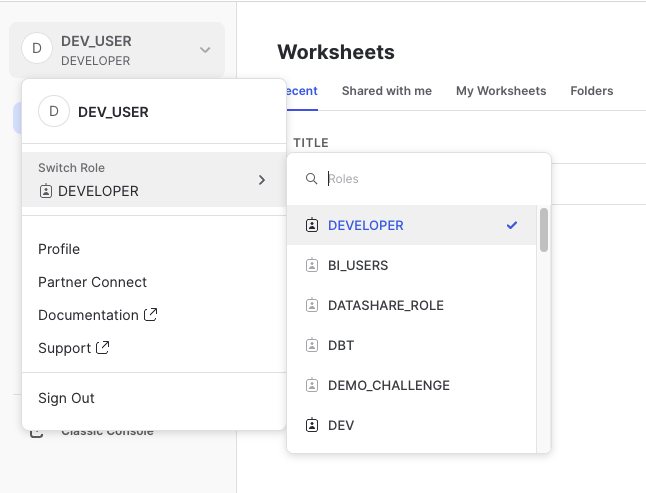 D
DEV_USER
DEVELOPER
D
DEV_USER
Switch Role
DEVELOPER
Profile
Partner Connect
Documentation
Support
Sign Out
Classic Console
Worksheets
ecent
Shared with me
My Worksheets
Folders
TITLE
Roles
DEVELOPER
BI_USERS
DATASHARE_ROLE
DBT
DEMO_CHALLENGE
DEV